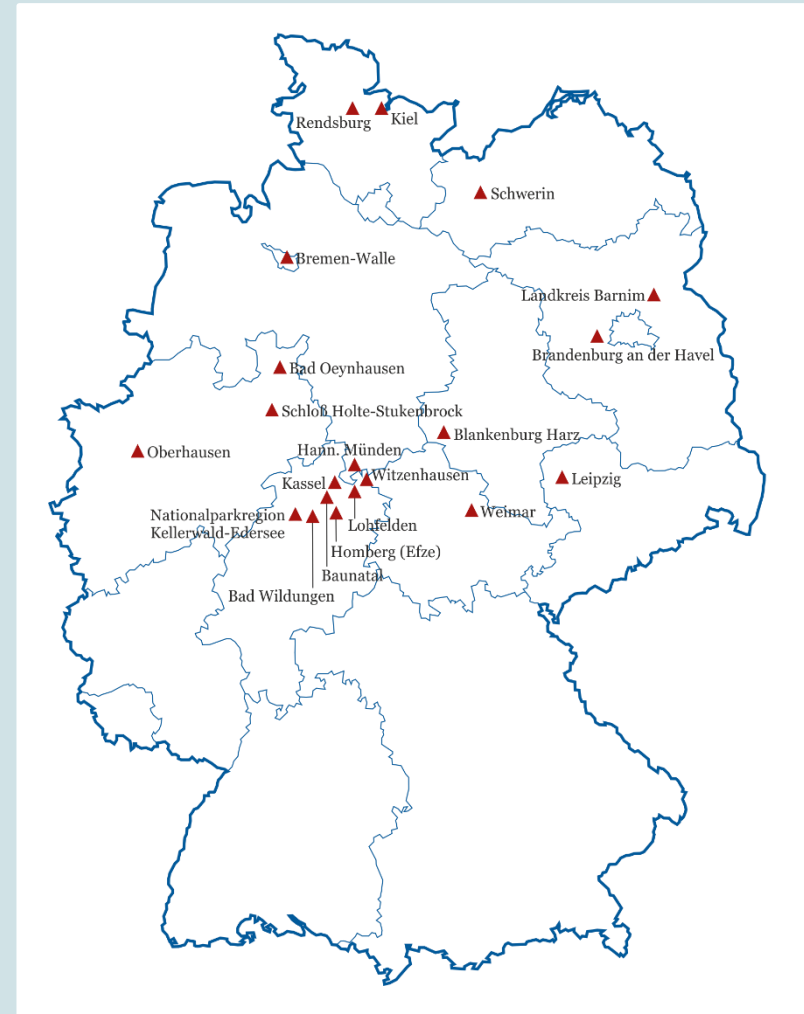 Rendsburg
Kiel
Schwerin
Bremen-Walle
Landkreis Barnim
Brandenburg an der Havel
Bad Oeynhausen
Schloß Holte-Stukenbrock
Blankenburg Harz
Hann. Münden
Oberhausen
Witzenhausen
Leipzig
Kassel
Weimar
Nationalparkregion
Kellerwald-Edersee
Lohfelden
Homberg (Efze)
Baunatal
Bad Wildungen